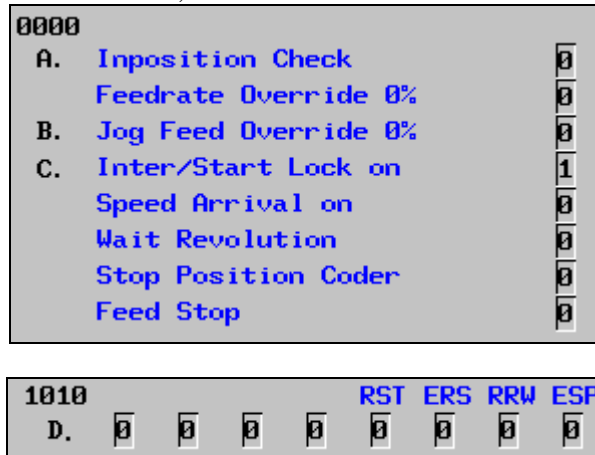 0000
A. Inposition Check 0
Feedrate Override 0% 0
B. Jog Feed Override 0% 0
C. Inter/Start Lock on 1
Speed Arrival on 0
Wait Revolution 0
Stop Position Coder 0
Feed Stop 0
1010 RST ERS RRW ESP
D. 0 0 0 0 0 0 0 0